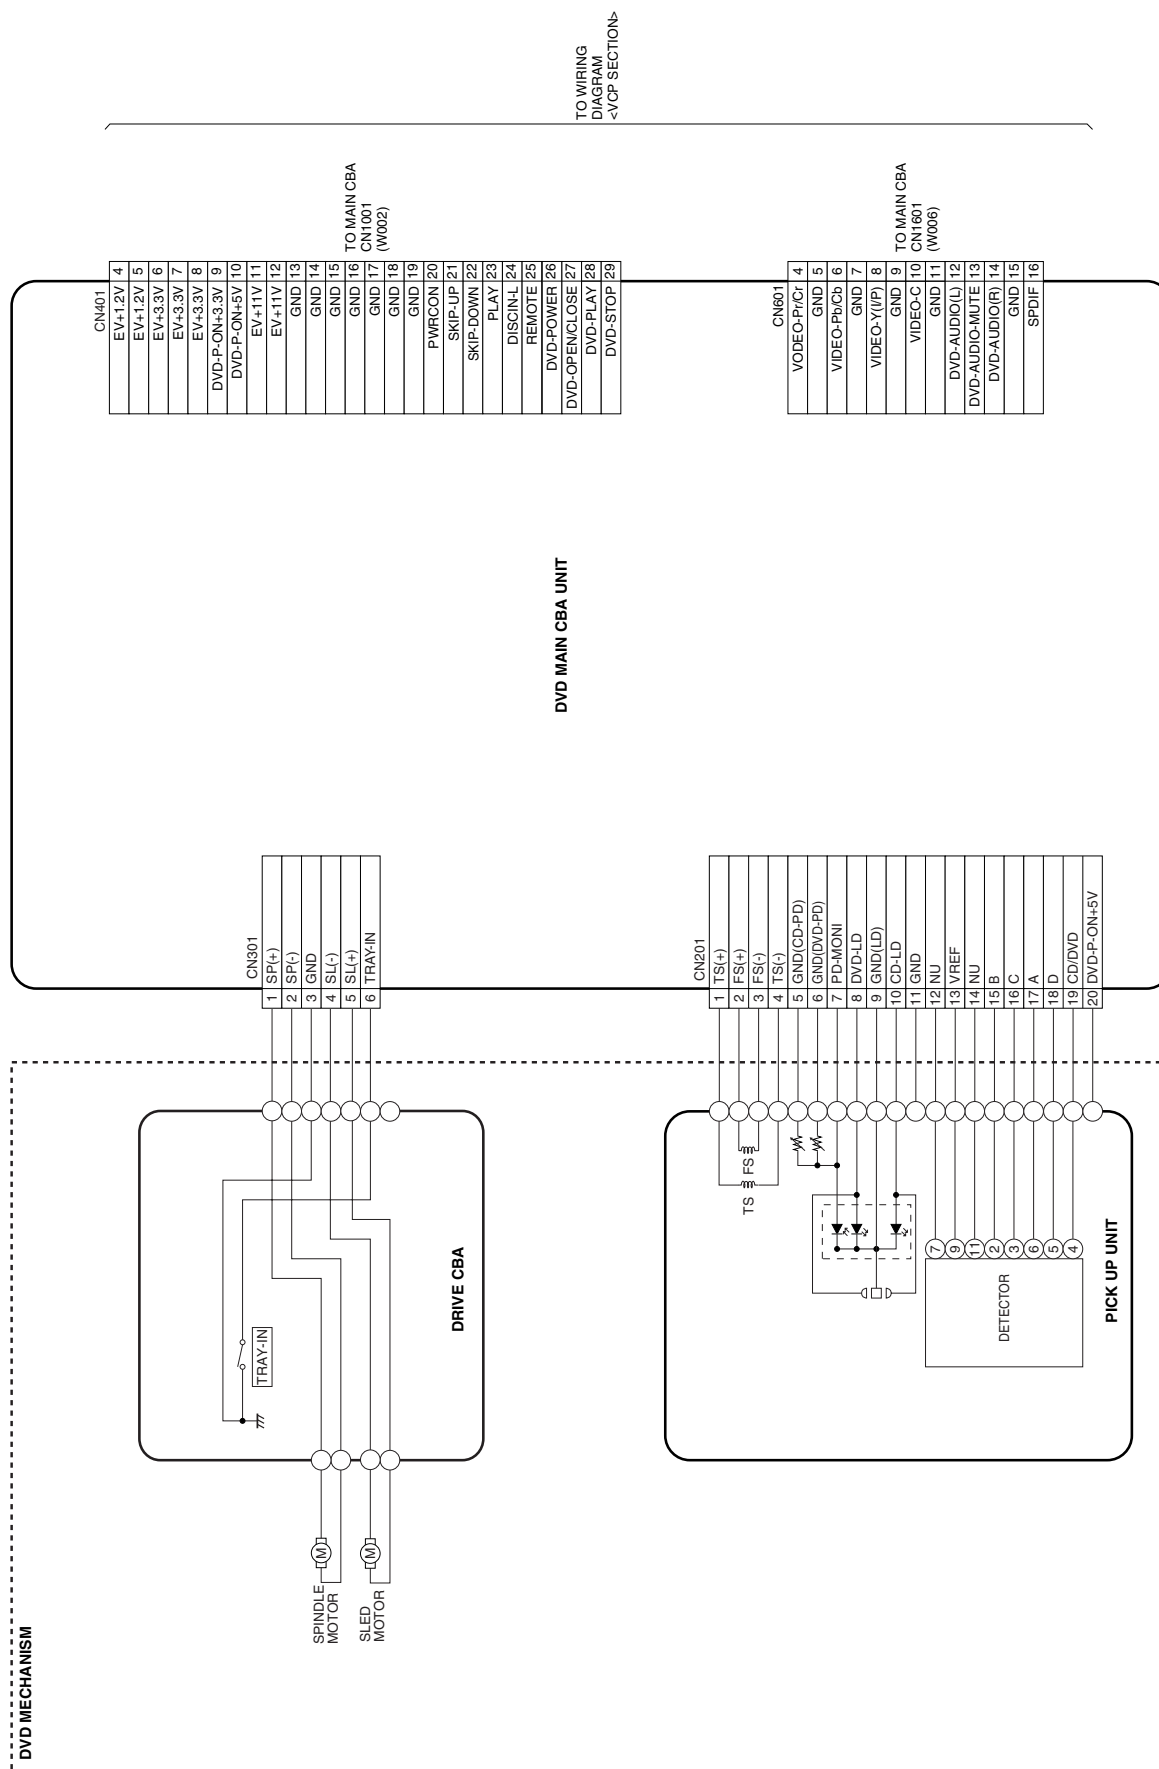 TO WIRING
DIAGRAM
<VCP SECTION>
TO MAIN CBA
CN1001
(W002)
TO MAIN CBA
CN1601
(W006)
CN401
EV+1.2V 4
EV+1.2V 5
EV+3.3V 6
EV+3.3V 7
EV+3.3V 8
DVD-P-ON+3.3V 9
DVD-P-ON+5V 10
EV+11V 11
EV+11V 12
GND 13
GND 14
GND 15
GND 16
GND 17
GND 18
GND 19
PWRCON 20
SKIP-UP 21
SKIP-DOWN 22
PLAY 23
DISCIN-L 24
REMOTE 25
DVD-POWER 26
DVD-OPEN/CLOSE 27
DVD-PLAY 28
DVD-STOP 29
CN601
VODEO-Pr/Cr 4
GND 5
VIDEO-Pb/Cb 6
GND 7
VIDEO-Y(I/P) 8
GND 9
VIDEO-C 10
GND 11
DVD-AUDIO(L) 12
DVD-AUDIO-MUTE 13
DVD-AUDIO(R) 14
GND 15
SPDIF 16
DVD MAIN CBA UNIT
CN301
1 SP(+)
2 SP(-)
3 GND
4 SL(-)
5 SL(+)
6 TRAY-IN
CN201
1 TS(+)
2 FS(+)
3 FS(-)
4 TS(-)
5 GND(CD-PD)
6 GND(DVD-PD)
7 PD-MONI
8 DVD-LD
9 GND(LD)
10 CD-LD
11 GND
12 NU
13 VREF
14 NU
15 B
16 C
17 A
18 D
19 CD/DVD
20 DVD-P-ON+5V
TRAY-IN
DRIVE CBA
TS
FS
7
9
11
2
3
6
5
4
DETECTOR
PICK UP UNIT
M
SPINDLE
MOTOR
M
SLED
MOTOR
DVD MECHANISM